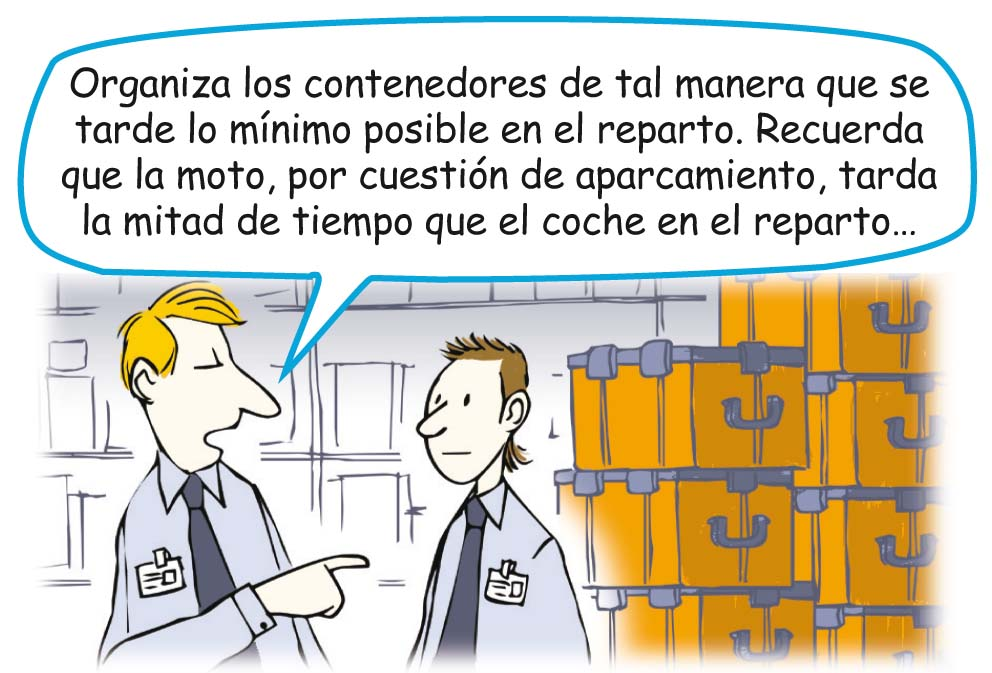 Organiza los contenedores de tal manera que se
tarde lo mínimo posible en el reparto. Recuerda
que la moto, por cuestión de aparcamiento, tarda
la mitad de tiempo que el coche en el reparto...